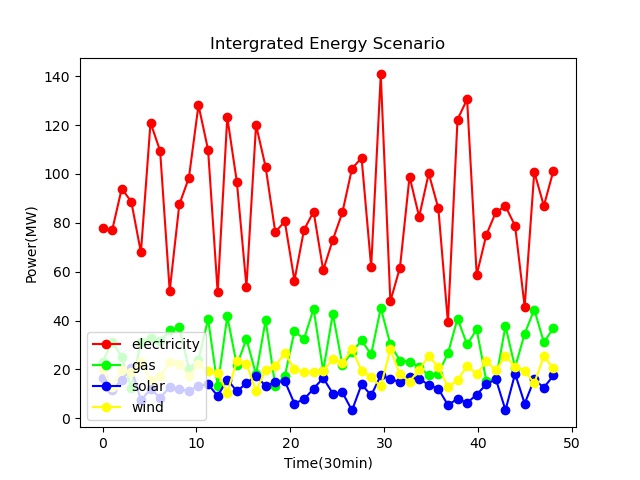 Intergrated Energy Scenario
Power(MW)
140
120
100
80
60
40
20
0
electricity
gas
solar
wind
0 10 20 30 40 50
Time(30min)